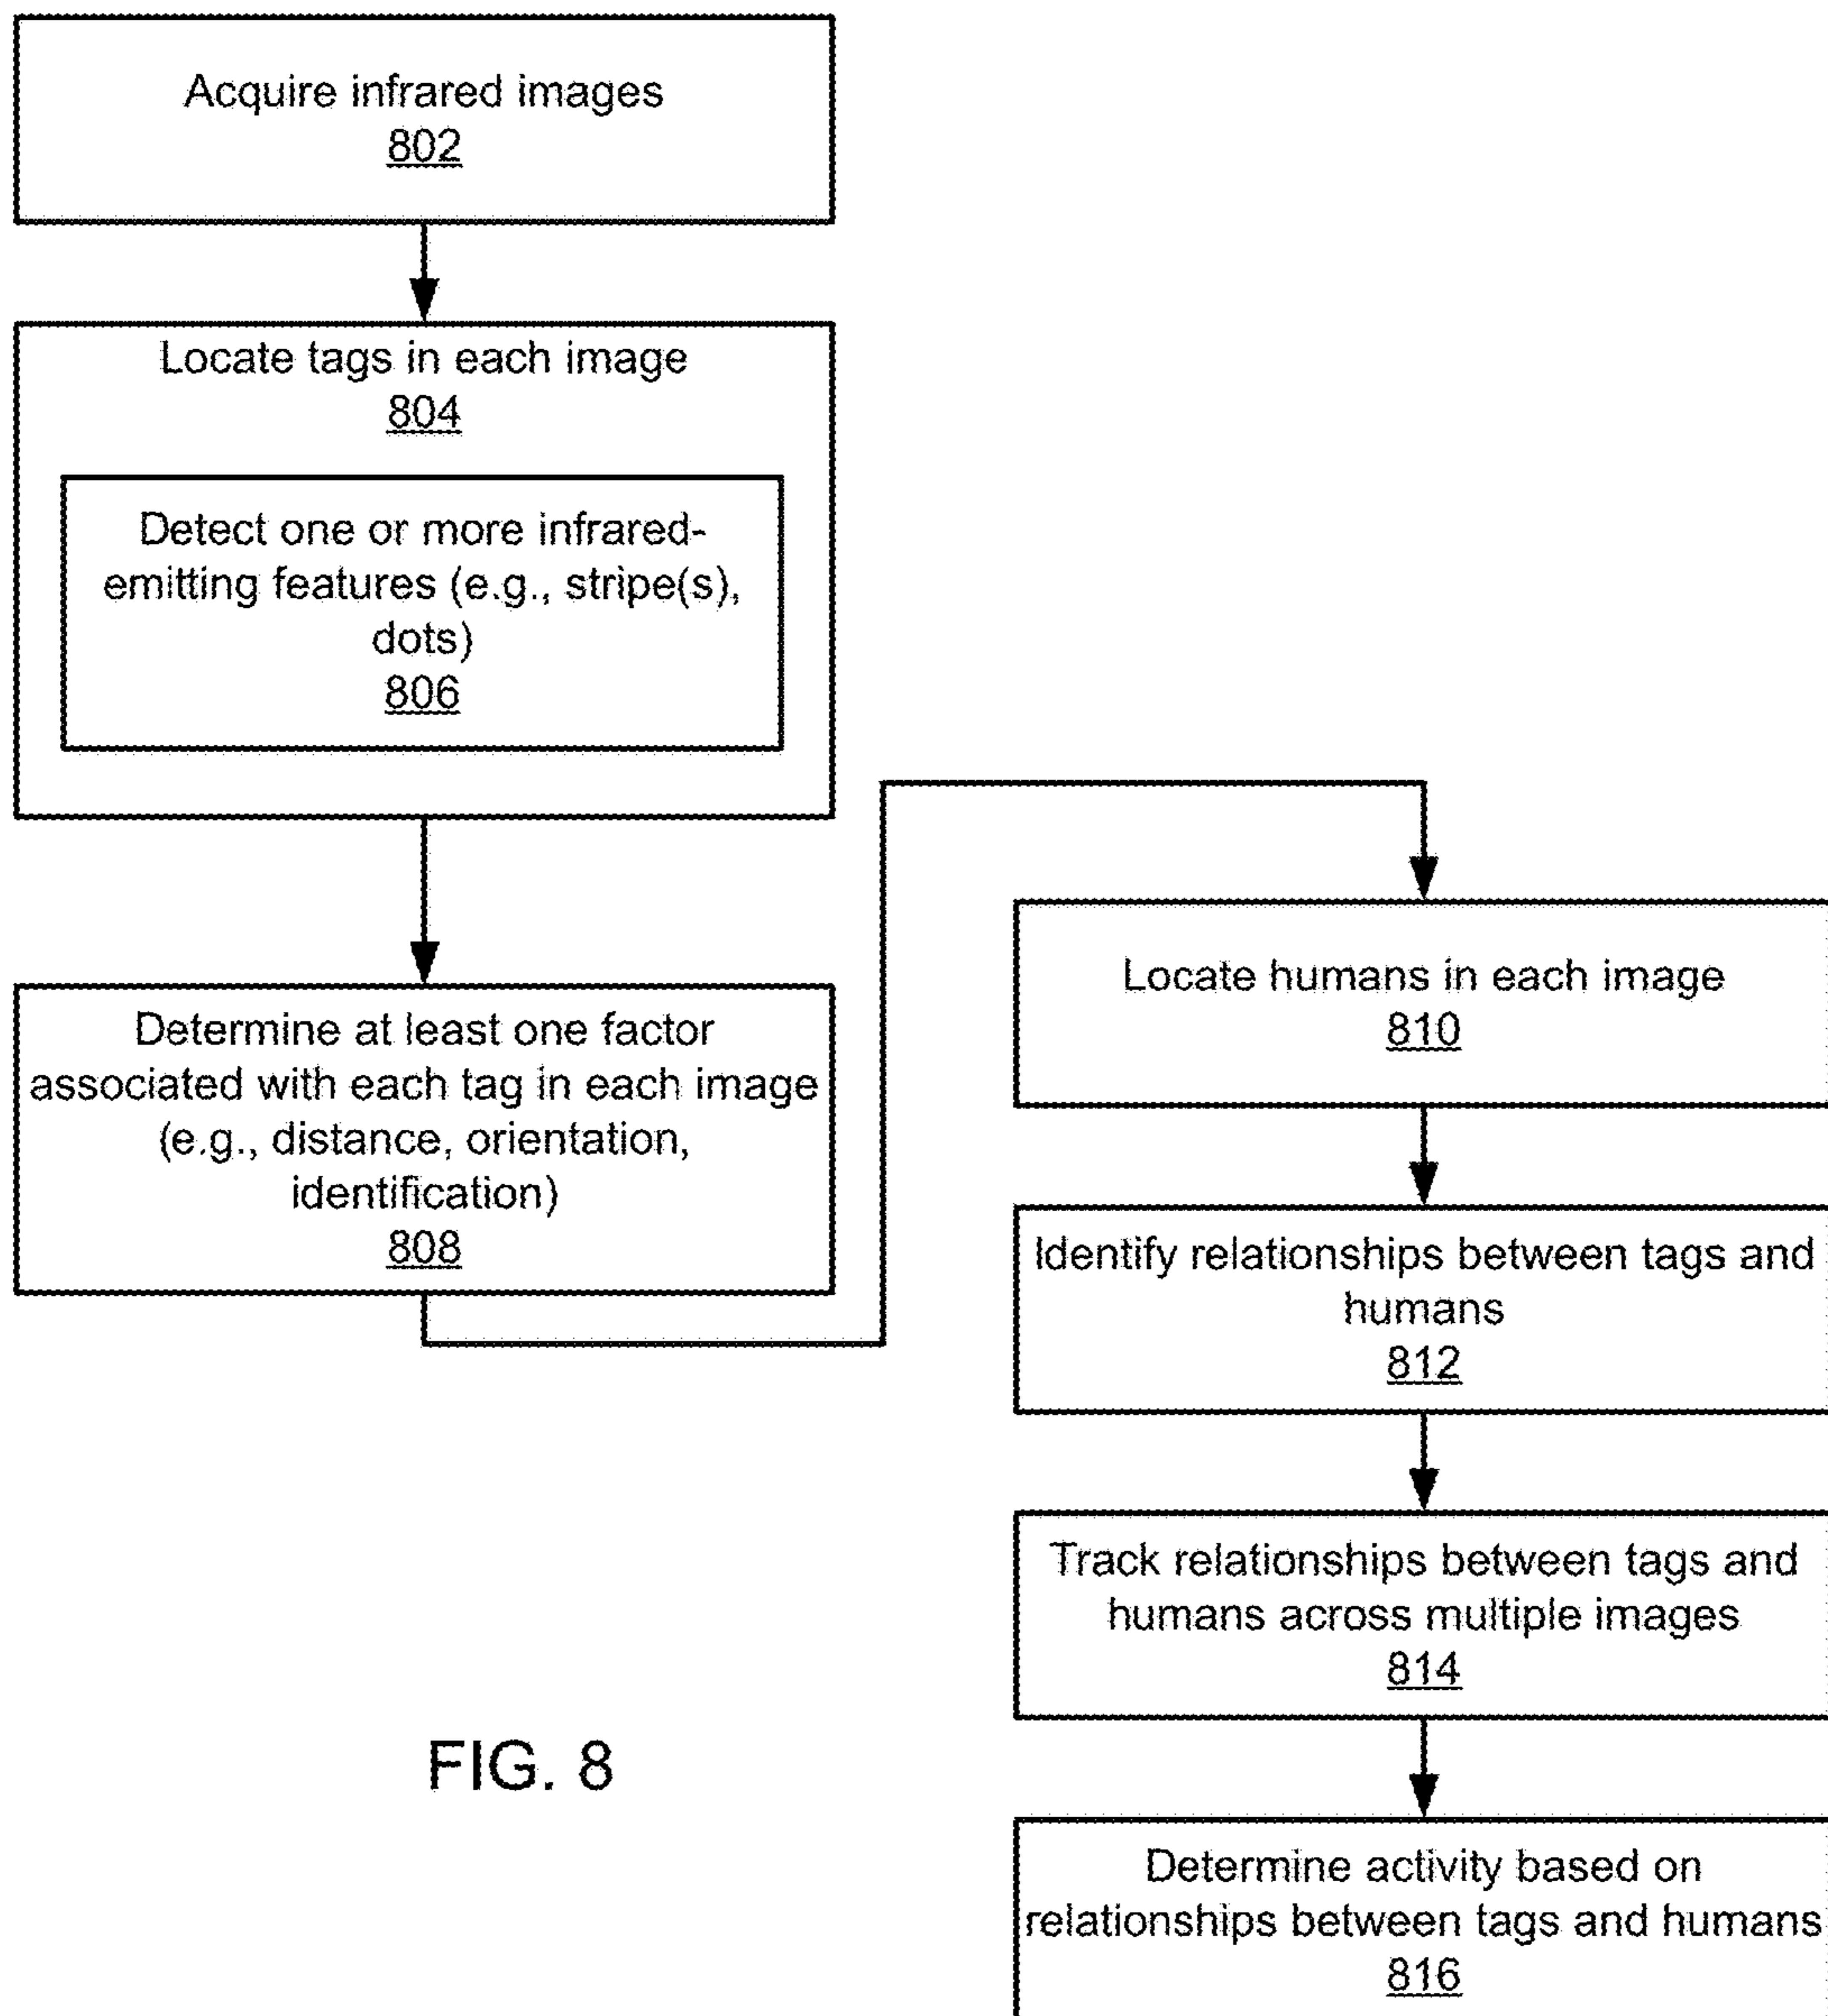 Acquire infrared images
802
Locate tags in each image
804
Detect one or more infrared-
emitting features (e.g., stripe(s),
dots)
806
Determine at least one factor
associated with each tag in each image
(e.g., distance, orientation,
identification)
808
Locate humans in each image
810
Identify relationships between tags and
humans
812
Track relationships between tags and
humans across multiple images
814
Determine activity based on
relationships between tags and humans
816
FIG. 8